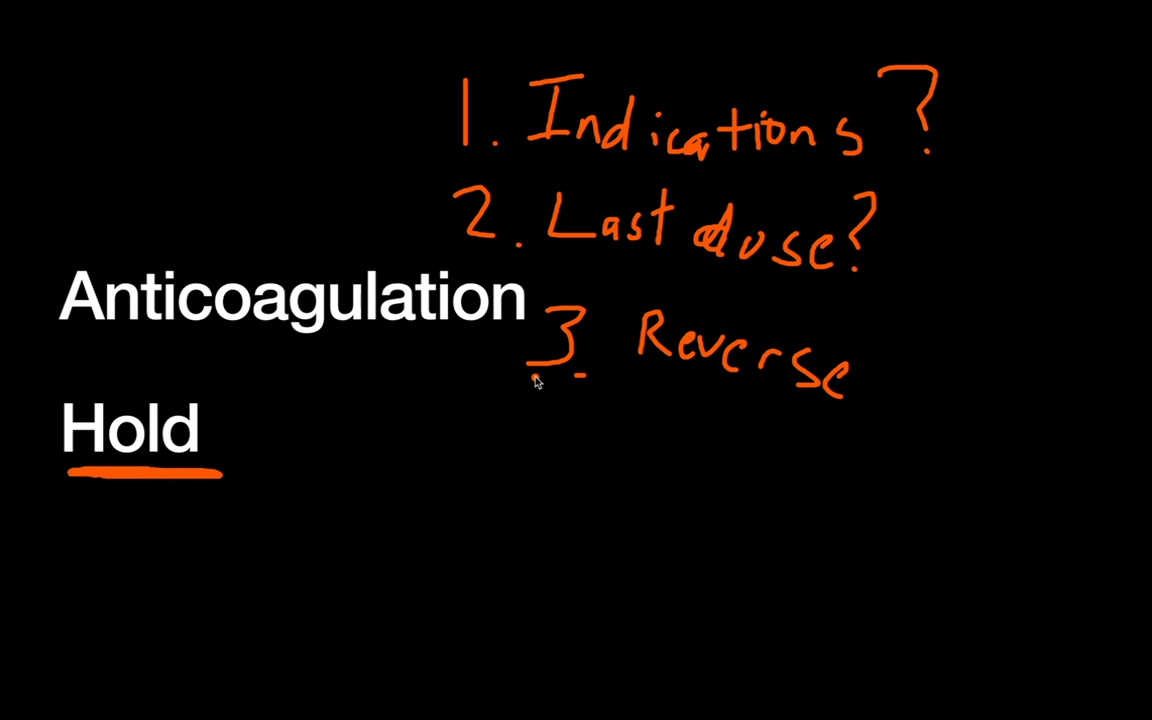 1. Indications?
2. Last dose?
Anticoagulation
3 Reverse
Hold